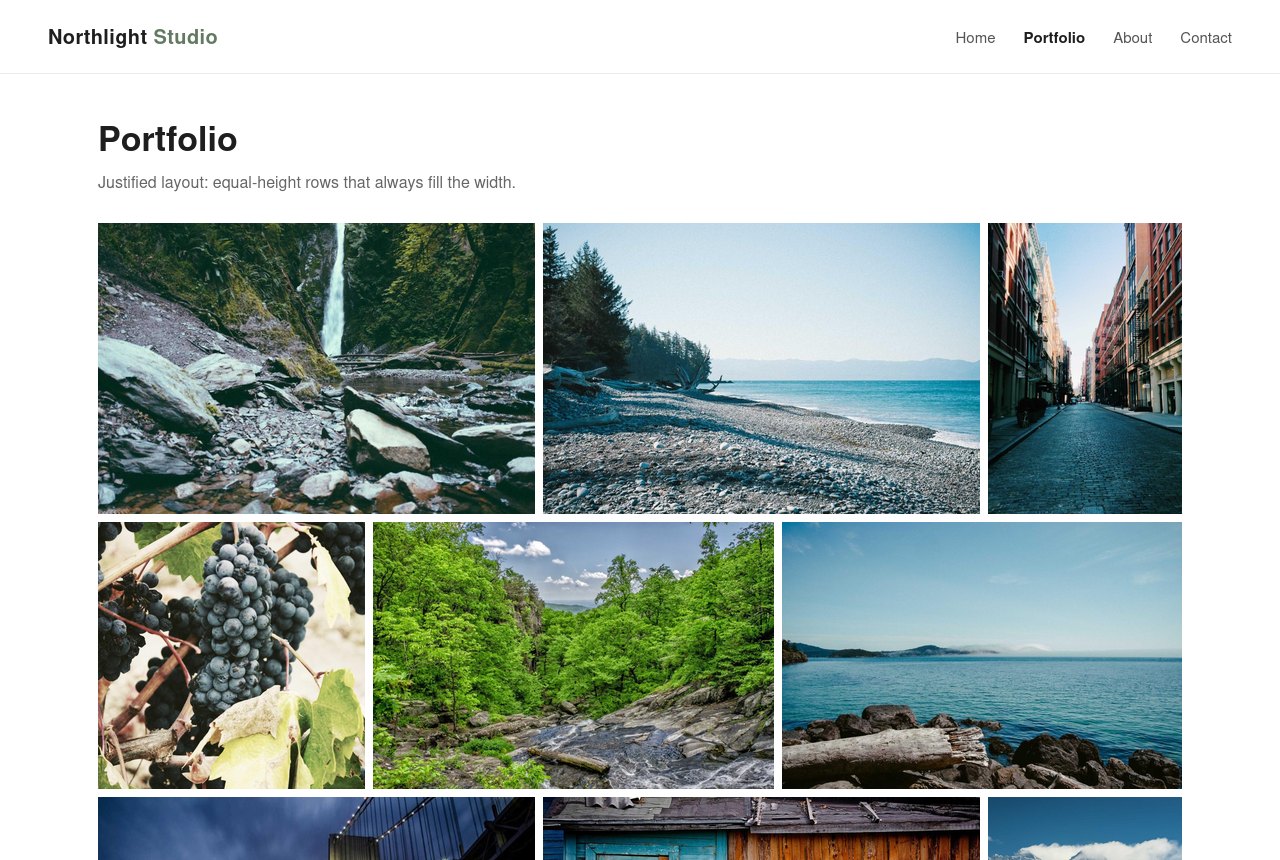 Northlight Studio
Home Portfolio About Contact
Portfolio
Justified layout: equal-height rows that always fill the width.